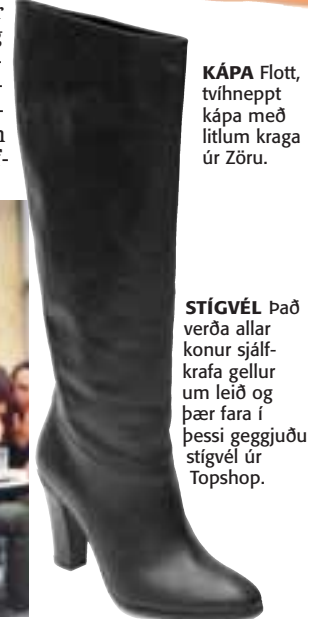 KÁPA Flott,
tvíhneppt
kápa með
litlum kraga
úr Zöru.
STÍGVÉL Það
verða allar
konur sjálf-
krafa gellur
um leið og
þær fara í
þessi geggjuðu
stígvél úr
Topshop.